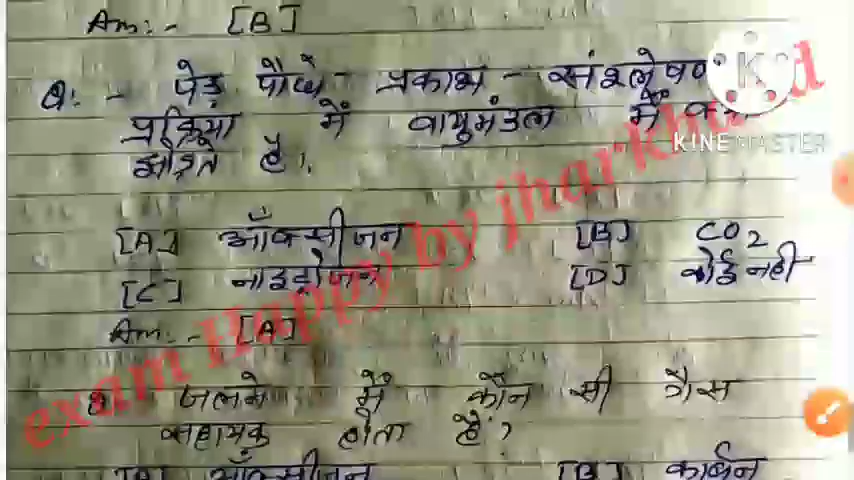 Ans:- [B]
Q:- पेड़ पौधे प्रकाश - संश्लेषण
प्रक्रिया में वायुमंडल में
छोड़ते है।
[A] ऑक्सीजन [B] CO2
[C] नाइट्रोजन [D] कोई नही
Ans:- [A]
Q. जलने में कौन सी गैस
सहायक होता है?
[A] ऑक्सीजन [B] कार्बन
exam Happy by jharkhand
K
KINEMASTER